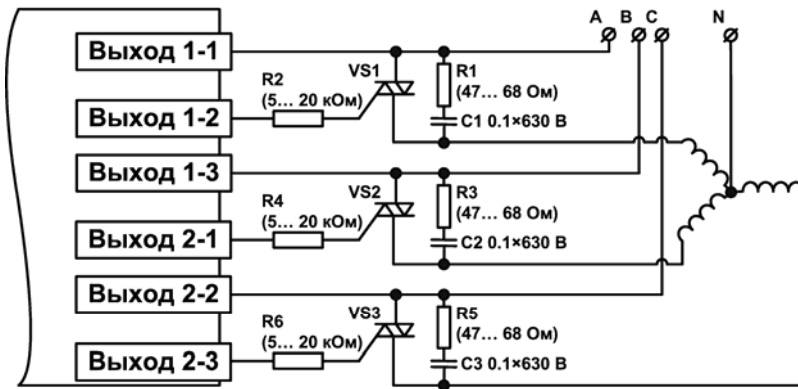 A B C N
Выход 1-1
R2
(5... 20 кОм)
VS1
R1
(47... 68 Ом)
C1 0.1×630 В
Выход 1-2
Выход 1-3
R4
(5... 20 кОм)
VS2
R3
(47... 68 Ом)
C2 0.1×630 В
Выход 2-1
Выход 2-2
R6
(5... 20 кОм)
VS3
R5
(47... 68 Ом)
C3 0.1×630 В
Выход 2-3